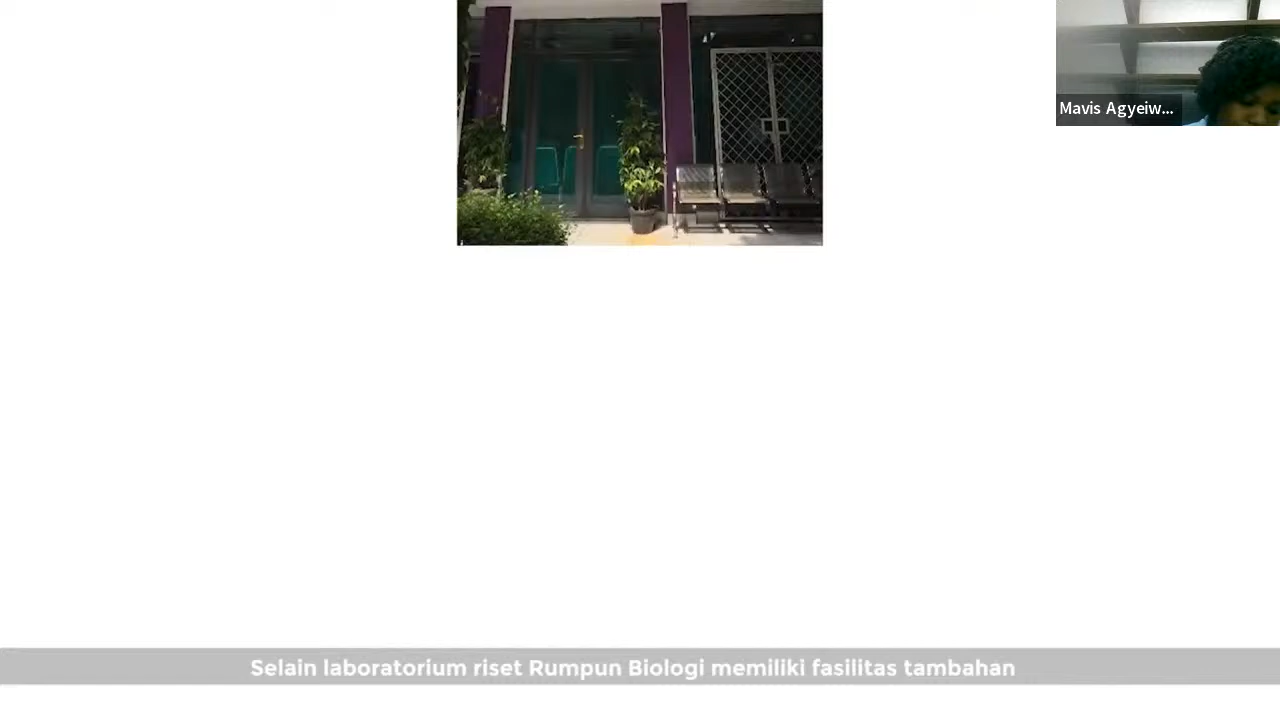 Mavis Agyeiw...
Selain laboratorium riset Rumpun Biologi memiliki fasilitas tambahan